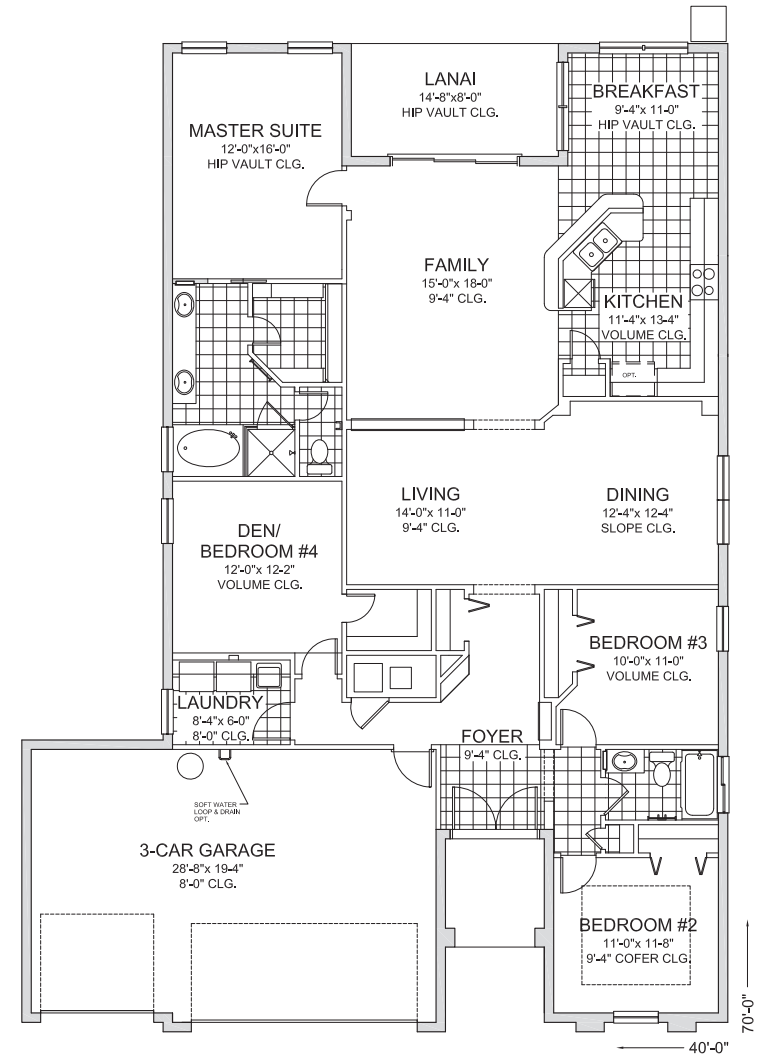 LANAI
14'-8"x8'-0"
HIP VAULT CLG.
BREAKFAST
9'-4"x 11'-0"
HIP VAULT CLG.
MASTER SUITE
12'-0"x16'-0"
HIP VAULT CLG.
FAMILY
15'-0"x 18'-0"
9'-4" CLG.
KITCHEN
11'-4"x 13'-4"
VOLUME CLG.
OPT.
LIVING
14'-0"x 11'-0"
9'-4" CLG.
DINING
12'-4"x 12'-4"
SLOPE CLG.
DEN/
BEDROOM #4
12'-0"x 12'-2"
VOLUME CLG.
BEDROOM #3
10'-0"x 11'-0"
VOLUME CLG.
LAUNDRY
8'-4"x 6'-0"
8'-0" CLG.
FOYER
9'-4" CLG.
SOFT WATER
LOOP & DRAIN
OPT.
3-CAR GARAGE
28'-8"x 19'-4"
8'-0" CLG.
BEDROOM #2
11'-0"x 11'-8"
9'-4" COFER CLG.
70'-0"
40'-0"